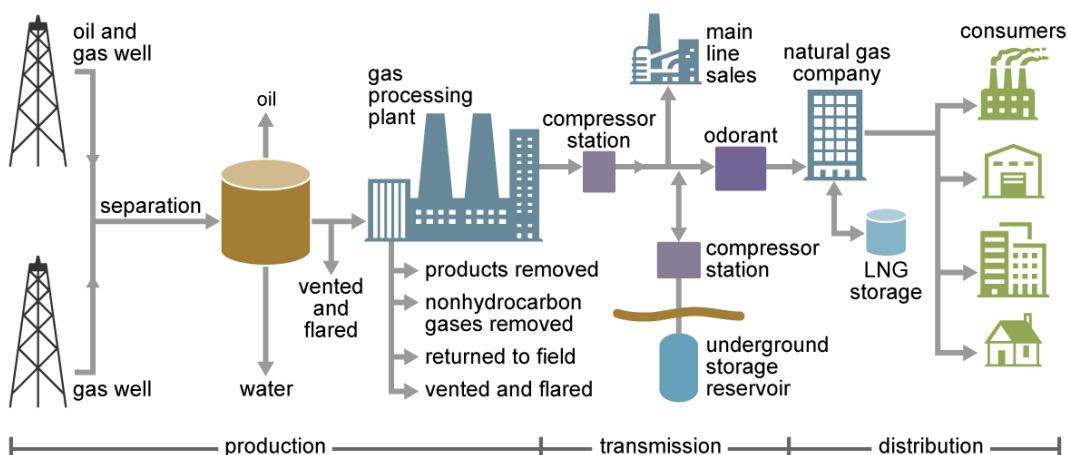 oil and
gas well
separation
gas well
oil
water
vented
and
flared
gas
processing
plant
products removed
nonhydrocarbon
gases removed
returned to field
vented and flared
compressor
station
main
line
sales
odorant
compressor
station
underground
storage
reservoir
natural gas
company
LNG
storage
consumers
production
transmission
distribution